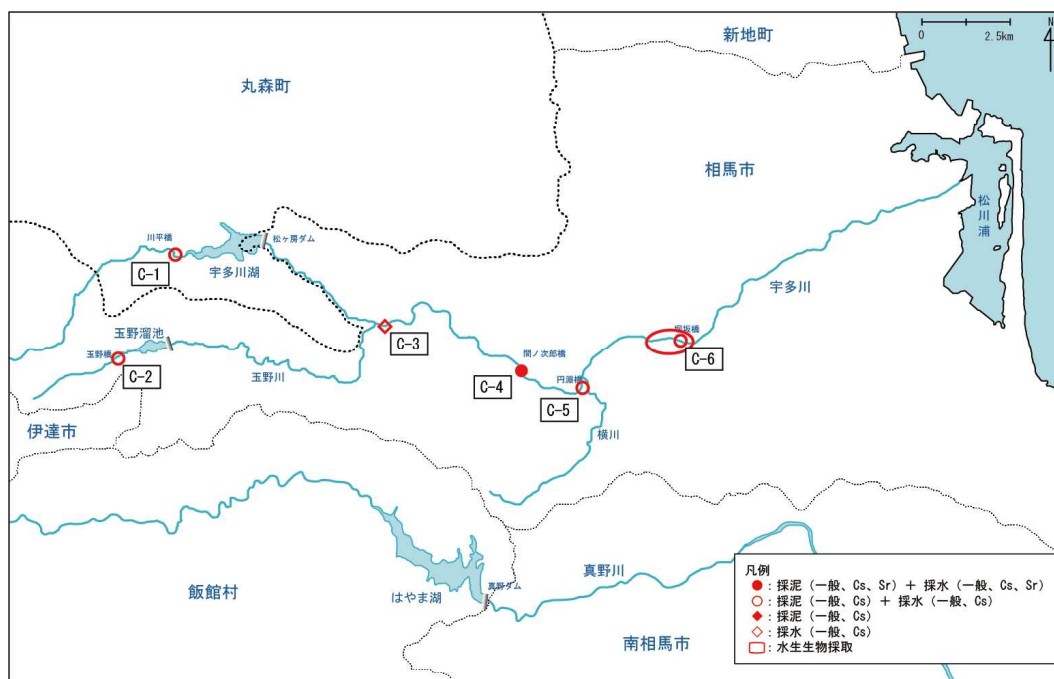 新地町
N
0 2.5km
丸森町
相馬市
松川浦
川平橋
松ヶ房ダム
C-1
宇多川湖
宇多川
玉野溜池
玉野橋
C-2
玉野川
C-3
間ノ次郎橋
堀坂橋
C-6
C-4
円淵橋
C-5
伊達市
横川
飯館村
はやま湖
真野ダム
真野川
南相馬市
凡例
：採泥（一般、Cs、Sr）＋ 採水（一般、Cs、Sr）
：採泥（一般、Cs）＋ 採水（一般、Cs）
：採泥（一般、Cs）
：採水（一般、Cs）
：水生生物採取